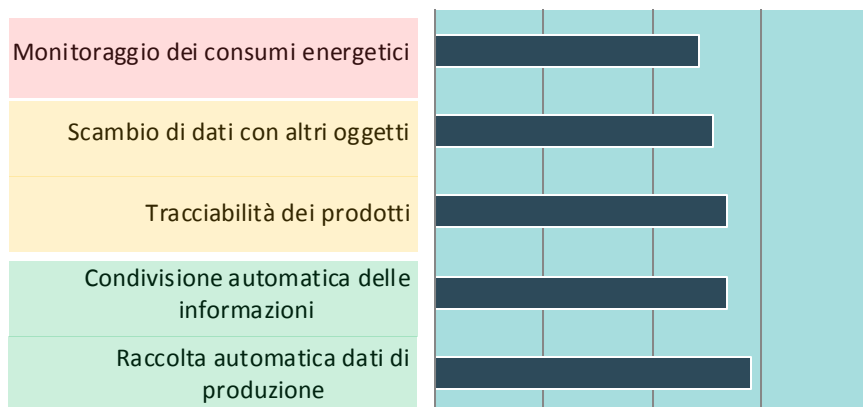 Monitoraggio dei consumi energetici
Scambio di dati con altri oggetti
Tracciabilità dei prodotti
Condivisione automatica delle
informazioni
Raccolta automatica dati di
produzione